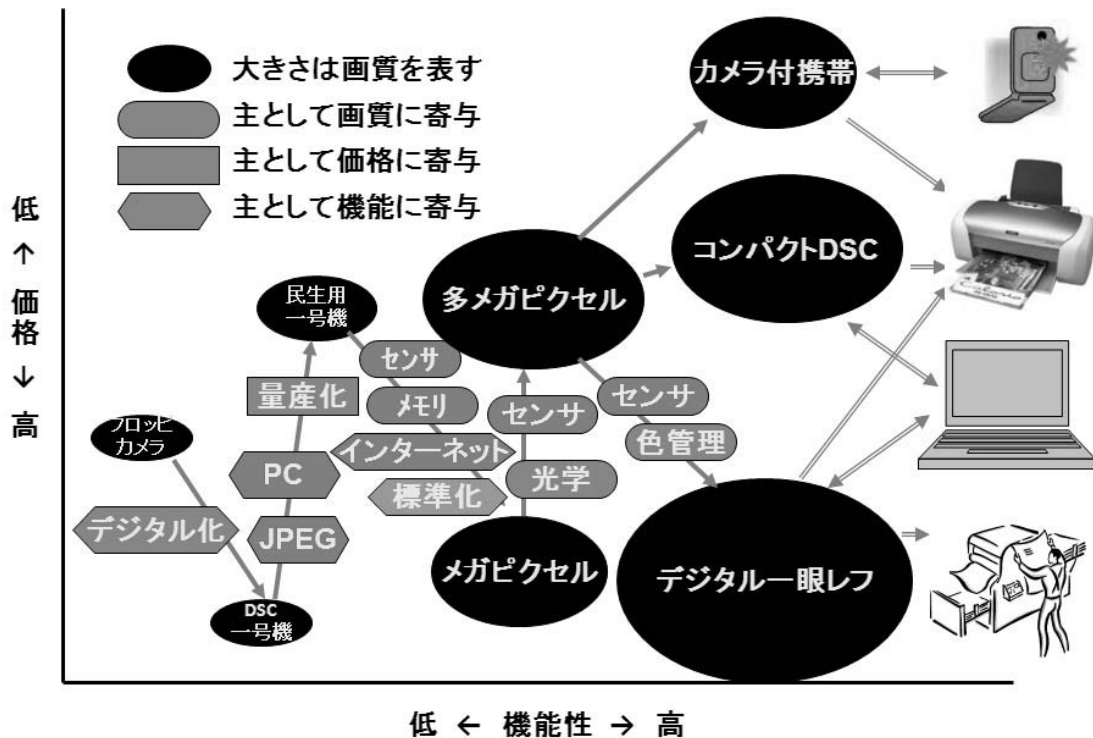 大きさは画質を表す
主として画質に寄与
主として価格に寄与
主として機能に寄与
低
↑
価
格
↓
高
カメラ付携帯
コンパクトDSC
多メガピクセル
民生用
一号機
センサ
メモリ
インターネット
標準化
量産化
PC
JPEG
フロッピ
カメラ
デジタル化
DSC
一号機
センサ
光学
メガピクセル
センサ
色管理
デジタル一眼レフ
低 ← 機能性 → 高